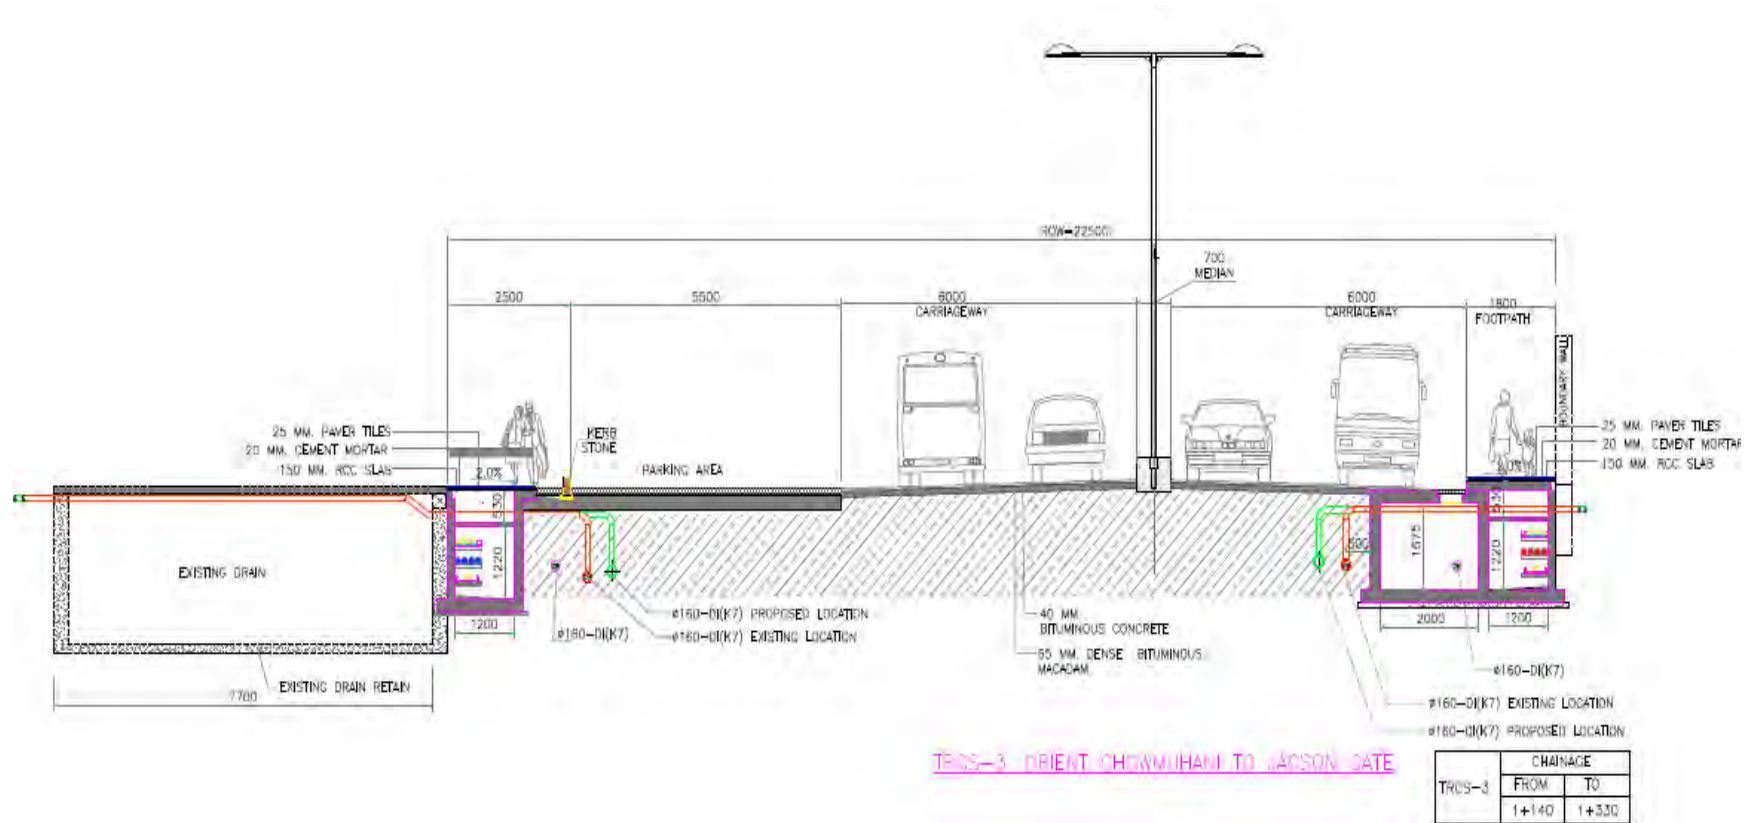 ROW-22500
700
MEDIAN
2500
5500
6000
CARRIAGEWAY
6000
CARRIAGEWAY
1800
FOOTPATH
BOUNDARY WALL
25 MM. PAVER TILES
20 MM. CEMENT MORTAR
150 MM. RCC SLAB
2.0%
KERB
STONE
PARKING AREA
25 MM. PAVER TILES
20 MM. CEMENT MORTAR
150 MM. RCC SLAB
2.0%
530
1220
1200
EXISTING DRAIN
500
1675
530
1220
2000
1200
ø160-DI(K7)
ø160-DI(K7) PROPOSED LOCATION
ø160-DI(K7) EXISTING LOCATION
40 MM.
BITUMINOUS CONCRETE
MM. DENSE BITUMINOUS
MACADAM
EXISTING DRAIN RETAIN
7700
ø160-DI(K7)
ø160-DI(K7) EXISTING LOCATION
ø160-DI(K7) PROPOSED LOCATION
TRCS-3 ORIENT CHOWMUHANI TO JACSON GATE
TRCS-3
CHAINAGE
FROM TO
1+140 1+330